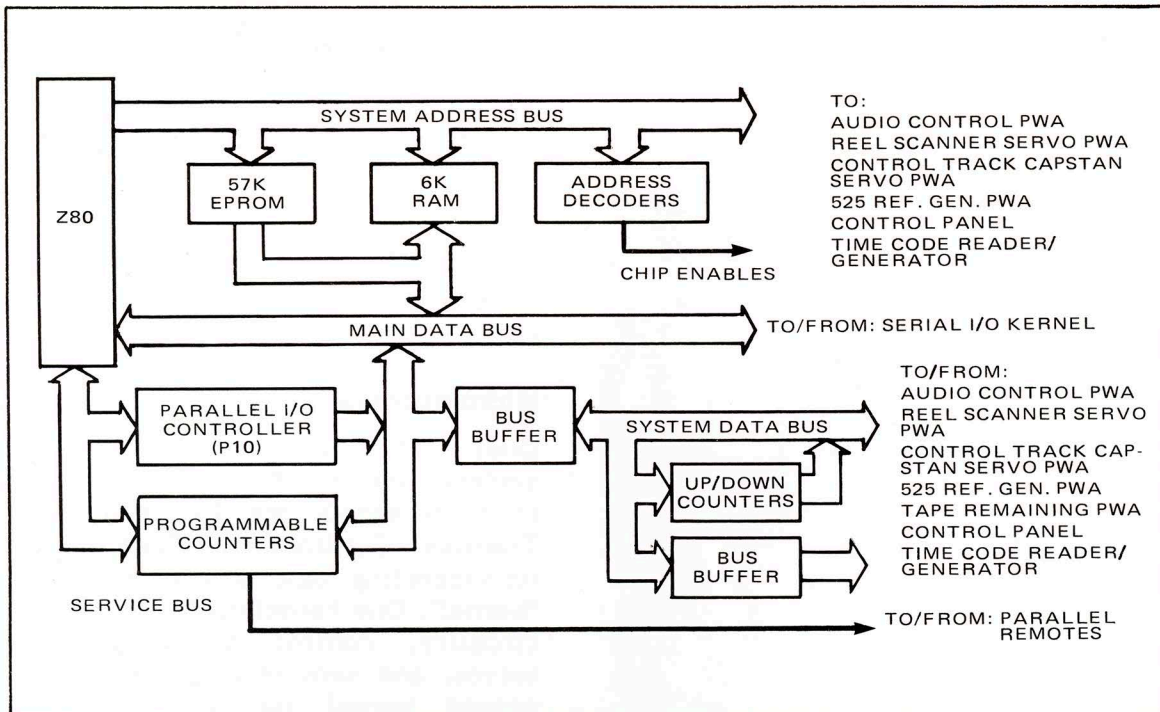 SYSTEM ADDRESS BUS
Z80
57K
EPROM
6K
RAM
ADDRESS
DECODERS
CHIP ENABLES
TO:
AUDIO CONTROL PWA
REEL SCANNER SERVO PWA
CONTROL TRACK CAPSTAN
SERVO PWA
525 REF. GEN. PWA
CONTROL PANEL
TIME CODE READER/
GENERATOR
MAIN DATA BUS
TO/FROM: SERIAL I/O KERNEL
PARALLEL I/O
CONTROLLER
(P10)
PROGRAMMABLE
COUNTERS
SERVICE BUS
BUS
BUFFER
SYSTEM DATA BUS
UP/DOWN
COUNTERS
BUS
BUFFER
TO/FROM:
AUDIO CONTROL PWA
REEL SCANNER SERVO
PWA
CONTROL TRACK CAP-
STAN SERVO PWA
525 REF. GEN. PWA
TAPE REMAINING PWA
CONTROL PANEL
TIME CODE READER/
GENERATOR
TO/FROM: PARALLEL
REMOTES